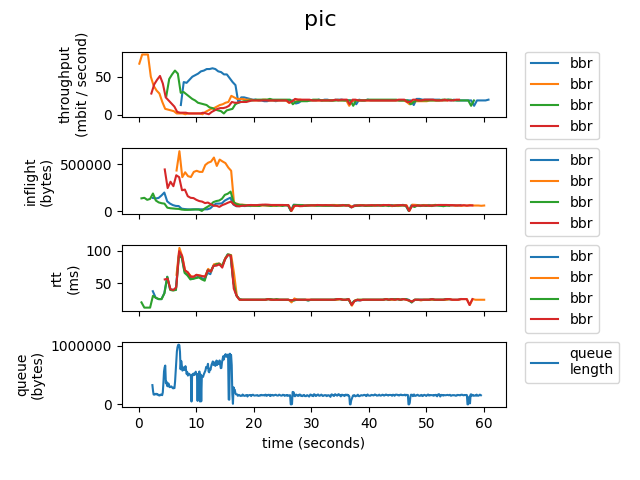 pic
throughput
(mbit / second)
50
0
bbr
bbr
bbr
bbr
inflight
(bytes)
500000
0
bbr
bbr
bbr
bbr
rtt
(ms)
100
50
bbr
bbr
bbr
bbr
queue
(bytes)
1000000
0
queue
length
0 10 20 30 40 50 60
time (seconds)